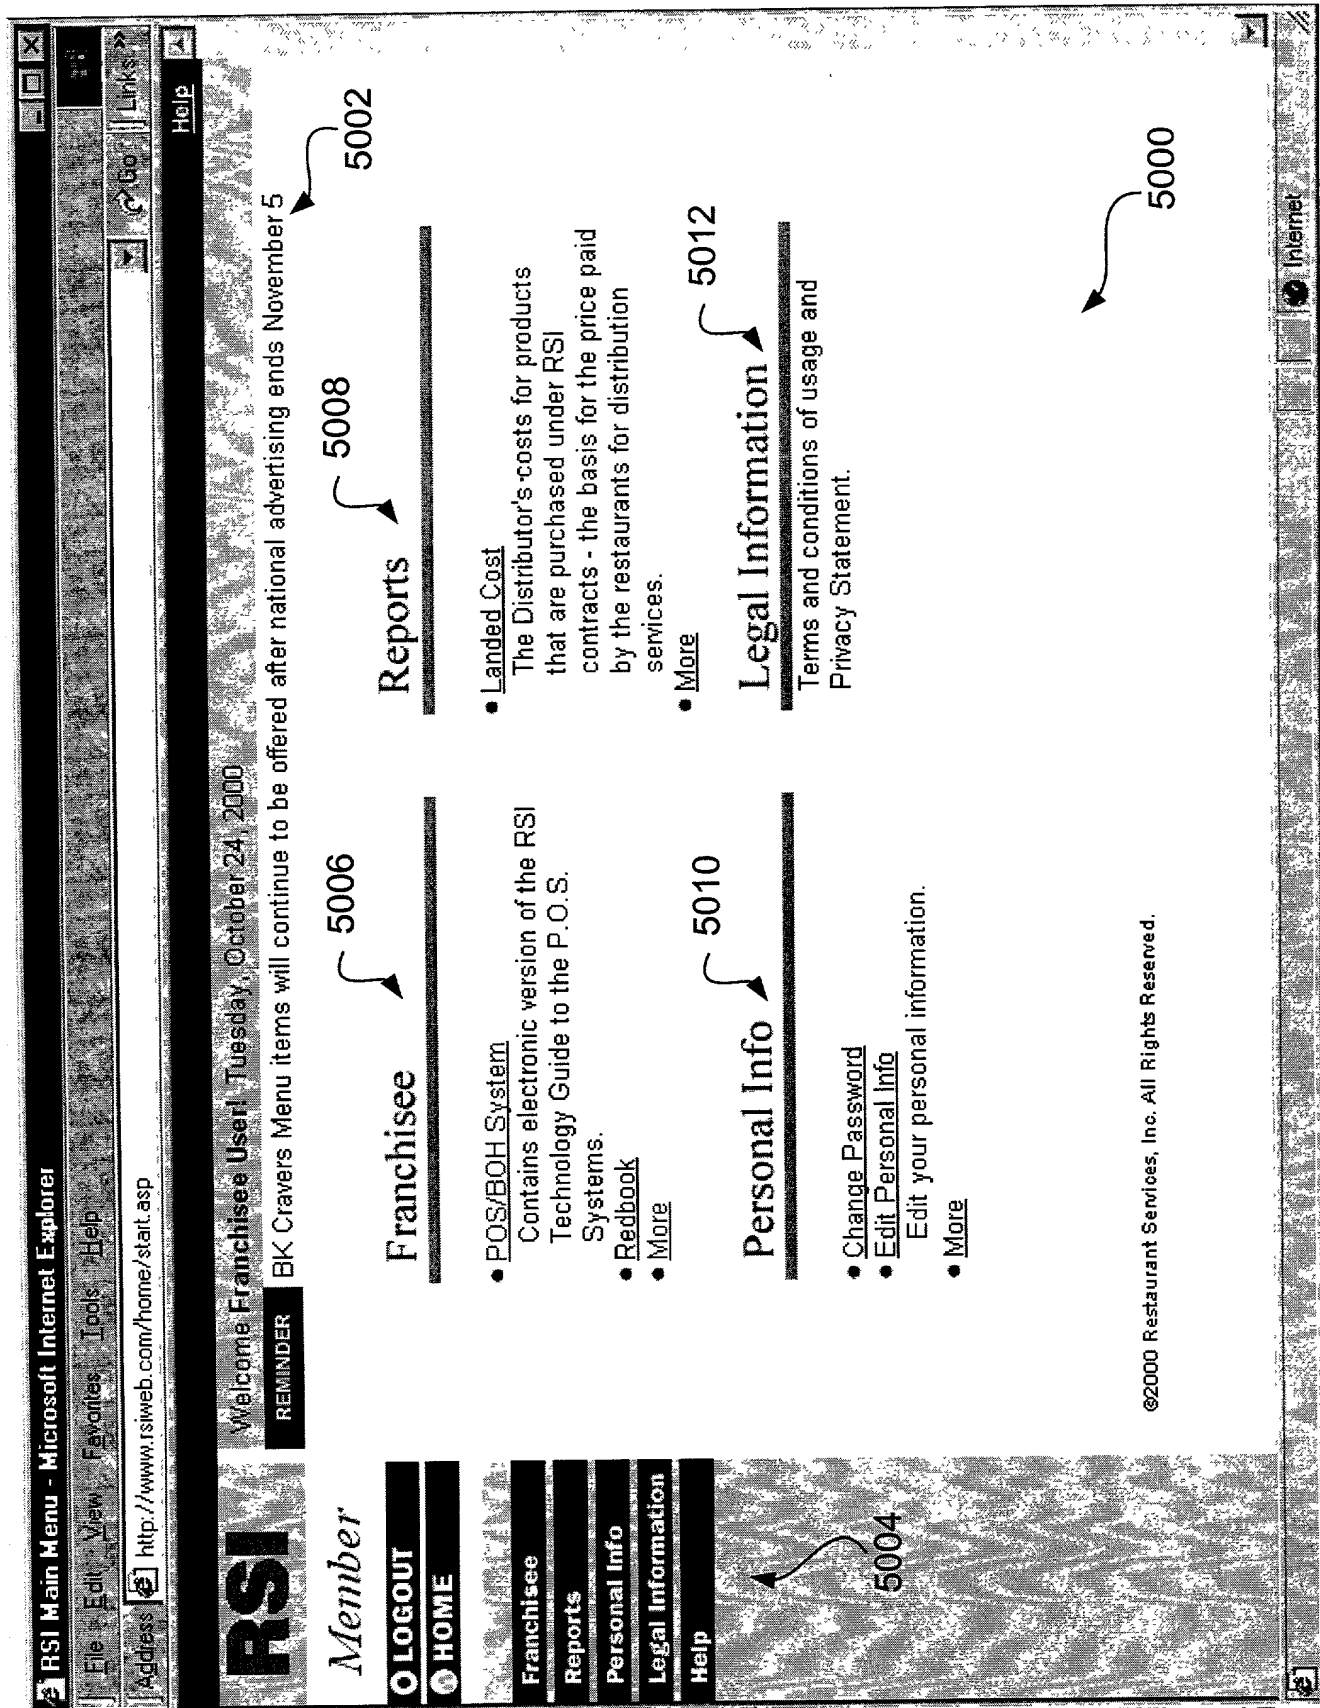 RSI Main Menu - Microsoft Internet Explorer
File Edit View Favorites Tools Help
Address http://www.rsiweb.com/home/start.asp Go Links »
Help
RSI
Welcome Franchisee User! Tuesday, October 24, 2000
REMINDER BK Cravers Menu items will continue to be offered after national advertising ends November 5
5002
Member
LOGOUT
HOME
Franchisee
Reports
Personal Info
Legal Information
Help
5004
5006
Franchisee
• POS/BOH System
Contains electronic version of the RSI
Technology Guide to the P.O.S.
Systems.
• Redbook
• More
5008
Reports
• Landed Cost
The Distributor's costs for products
that are purchased under RSI
contracts - the basis for the price paid
by the restaurants for distribution
services.
• More
5010
Personal Info
• Change Password
• Edit Personal Info
Edit your personal information.
• More
5012
Legal Information
Terms and conditions of usage and
Privacy Statement.
5000
©2000 Restaurant Services, Inc. All Rights Reserved.
Internet